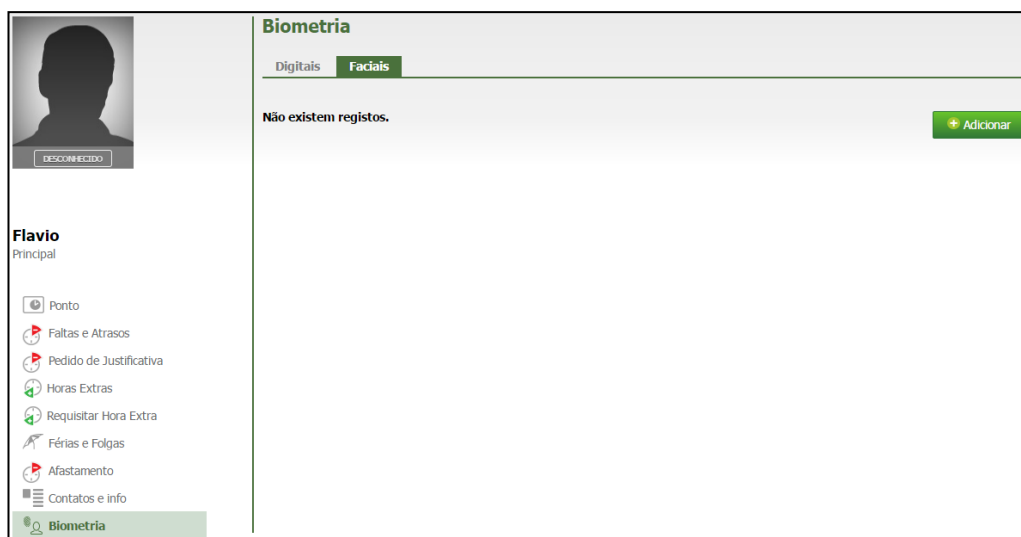 DESCONHECIDO
Flavio
Principal
Ponto
Faltas e Atrasos
Pedido de Justificativa
Horas Extras
Requisitar Hora Extra
Férias e Folgas
Afastamento
Contatos e info
Biometria
Biometria
Digitais Faciais
Não existem registos.
Adicionar